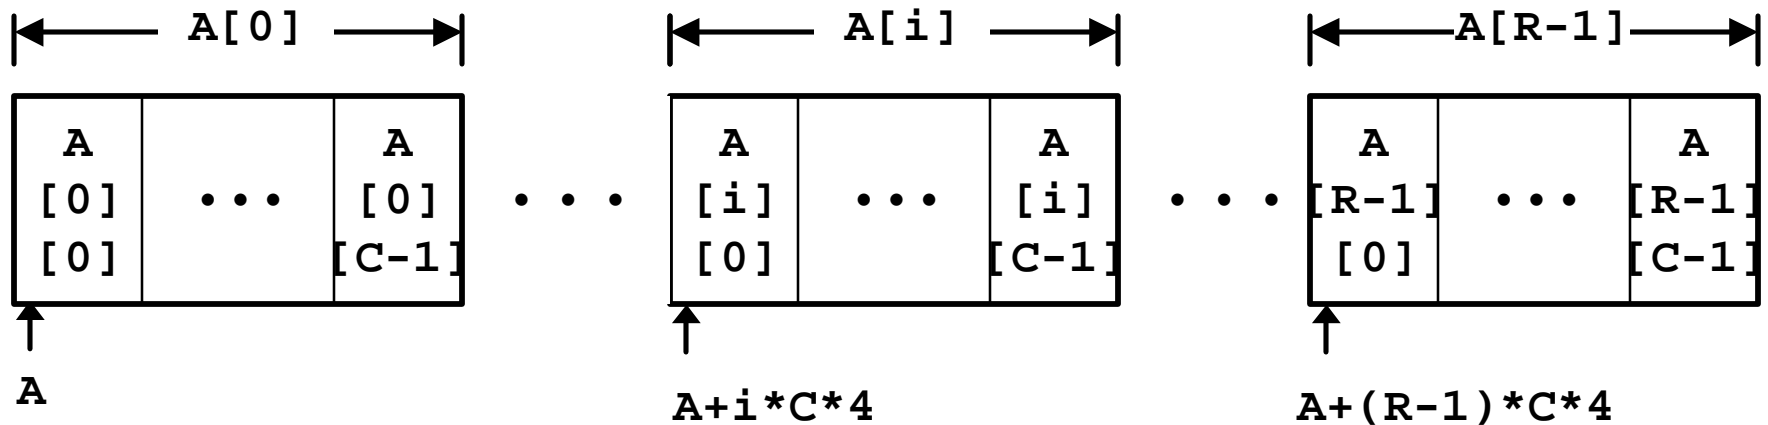 A[0] A[i] A[R-1]
A A A A A A
[0] • • • [0] • • • [i] • • • [i] • • • [R-1] • • • [R-1]
[0] [C-1] [0] [C-1] [0] [C-1]
A A+i*C*4 A+(R-1)*C*4